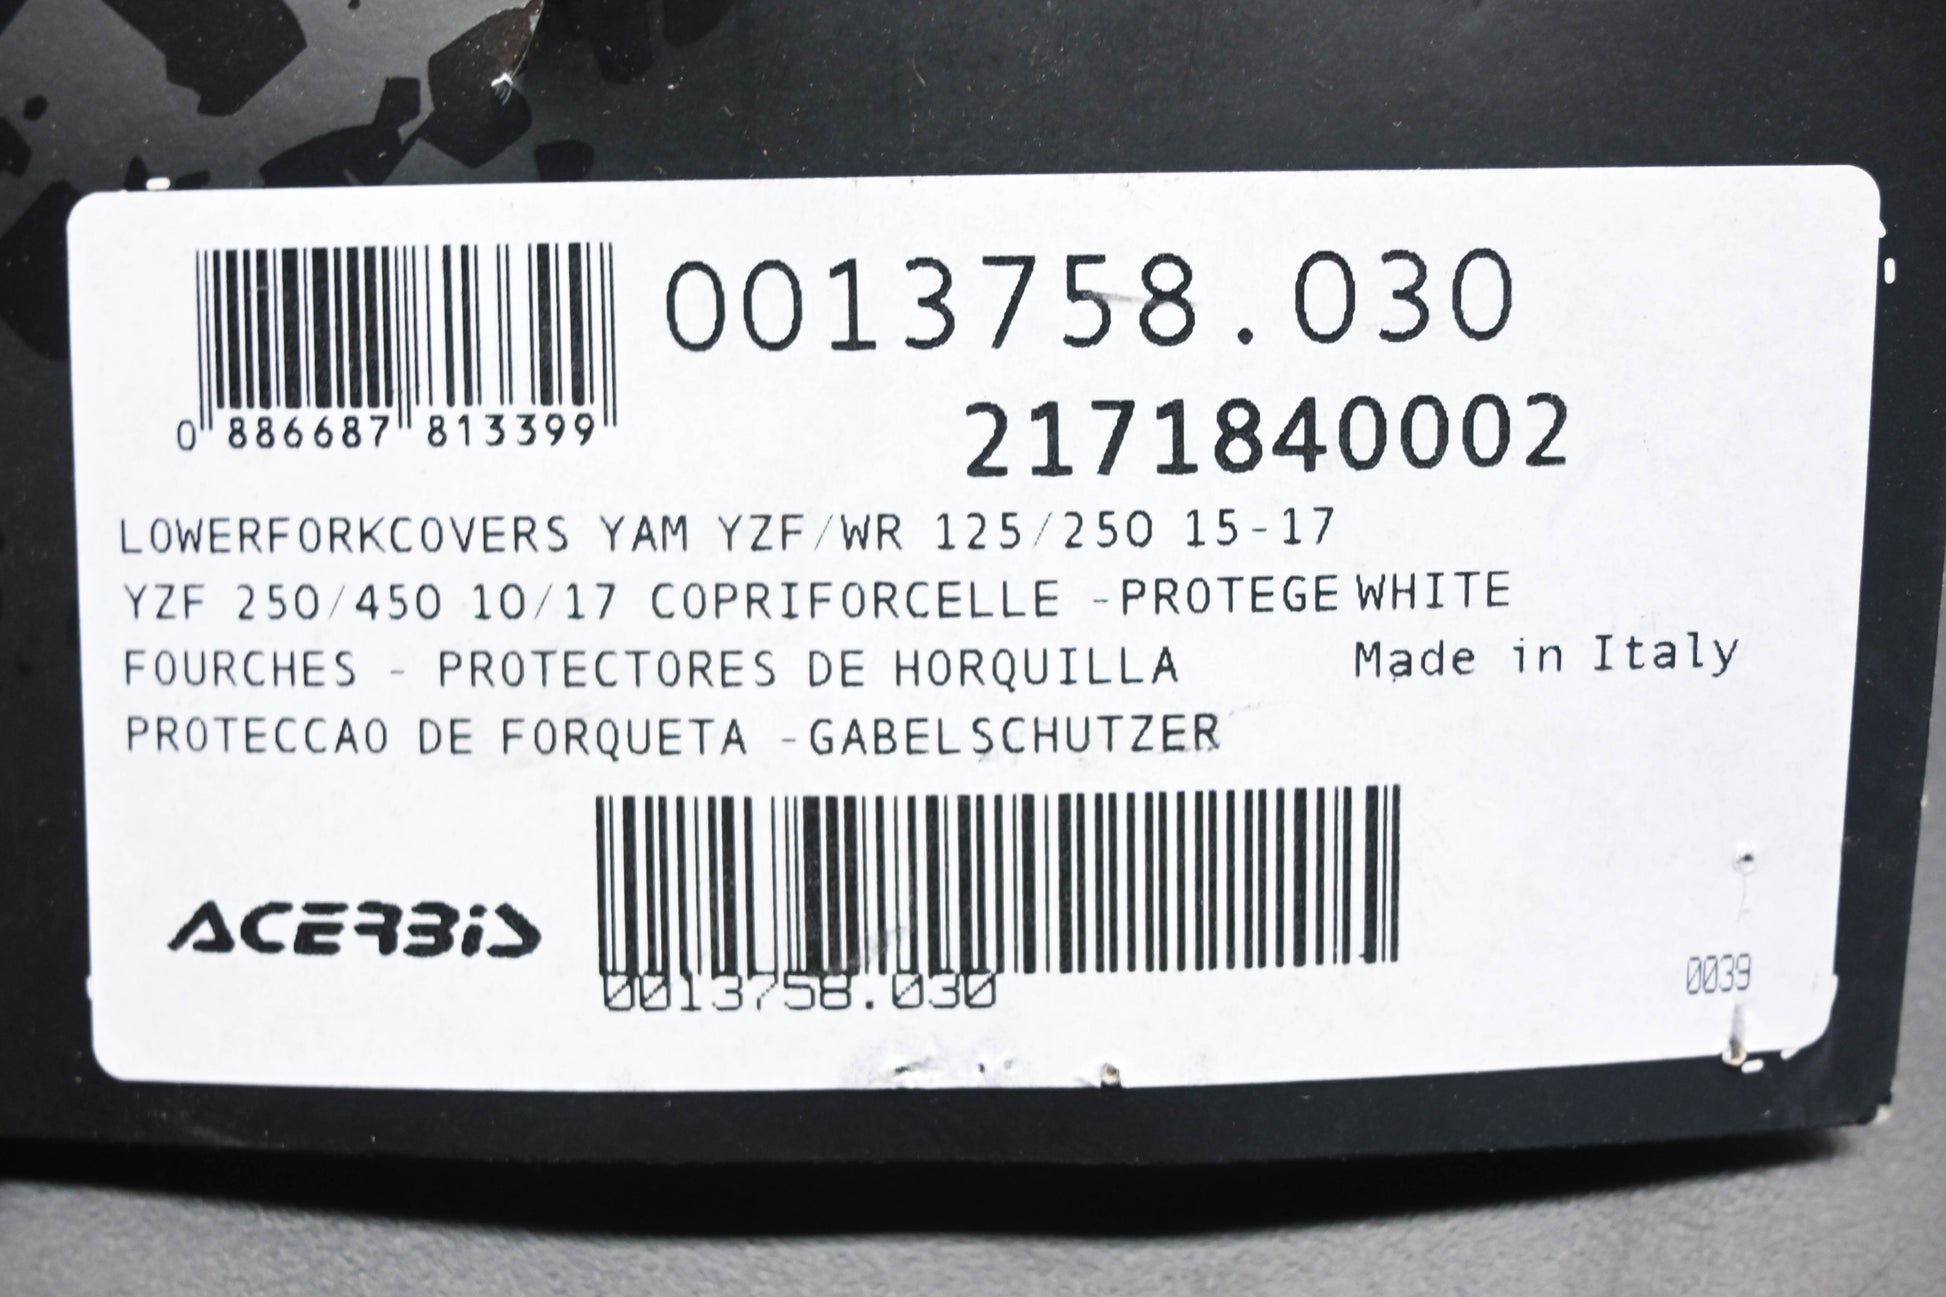 0013758.030
0 886687 813399
2171840002
LOWERFORKCOVERS YAM YZF/WR 125/250 15-17
YZF 250/450 10/17 COPRIFORCELLE -PROTEGE WHITE
FOURCHES - PROTECTORES DE HORQUILLA Made in Italy
PROTECCAO DE FORQUETA -GABELSCHUTZER
ACERBiS
0013758.030
0039